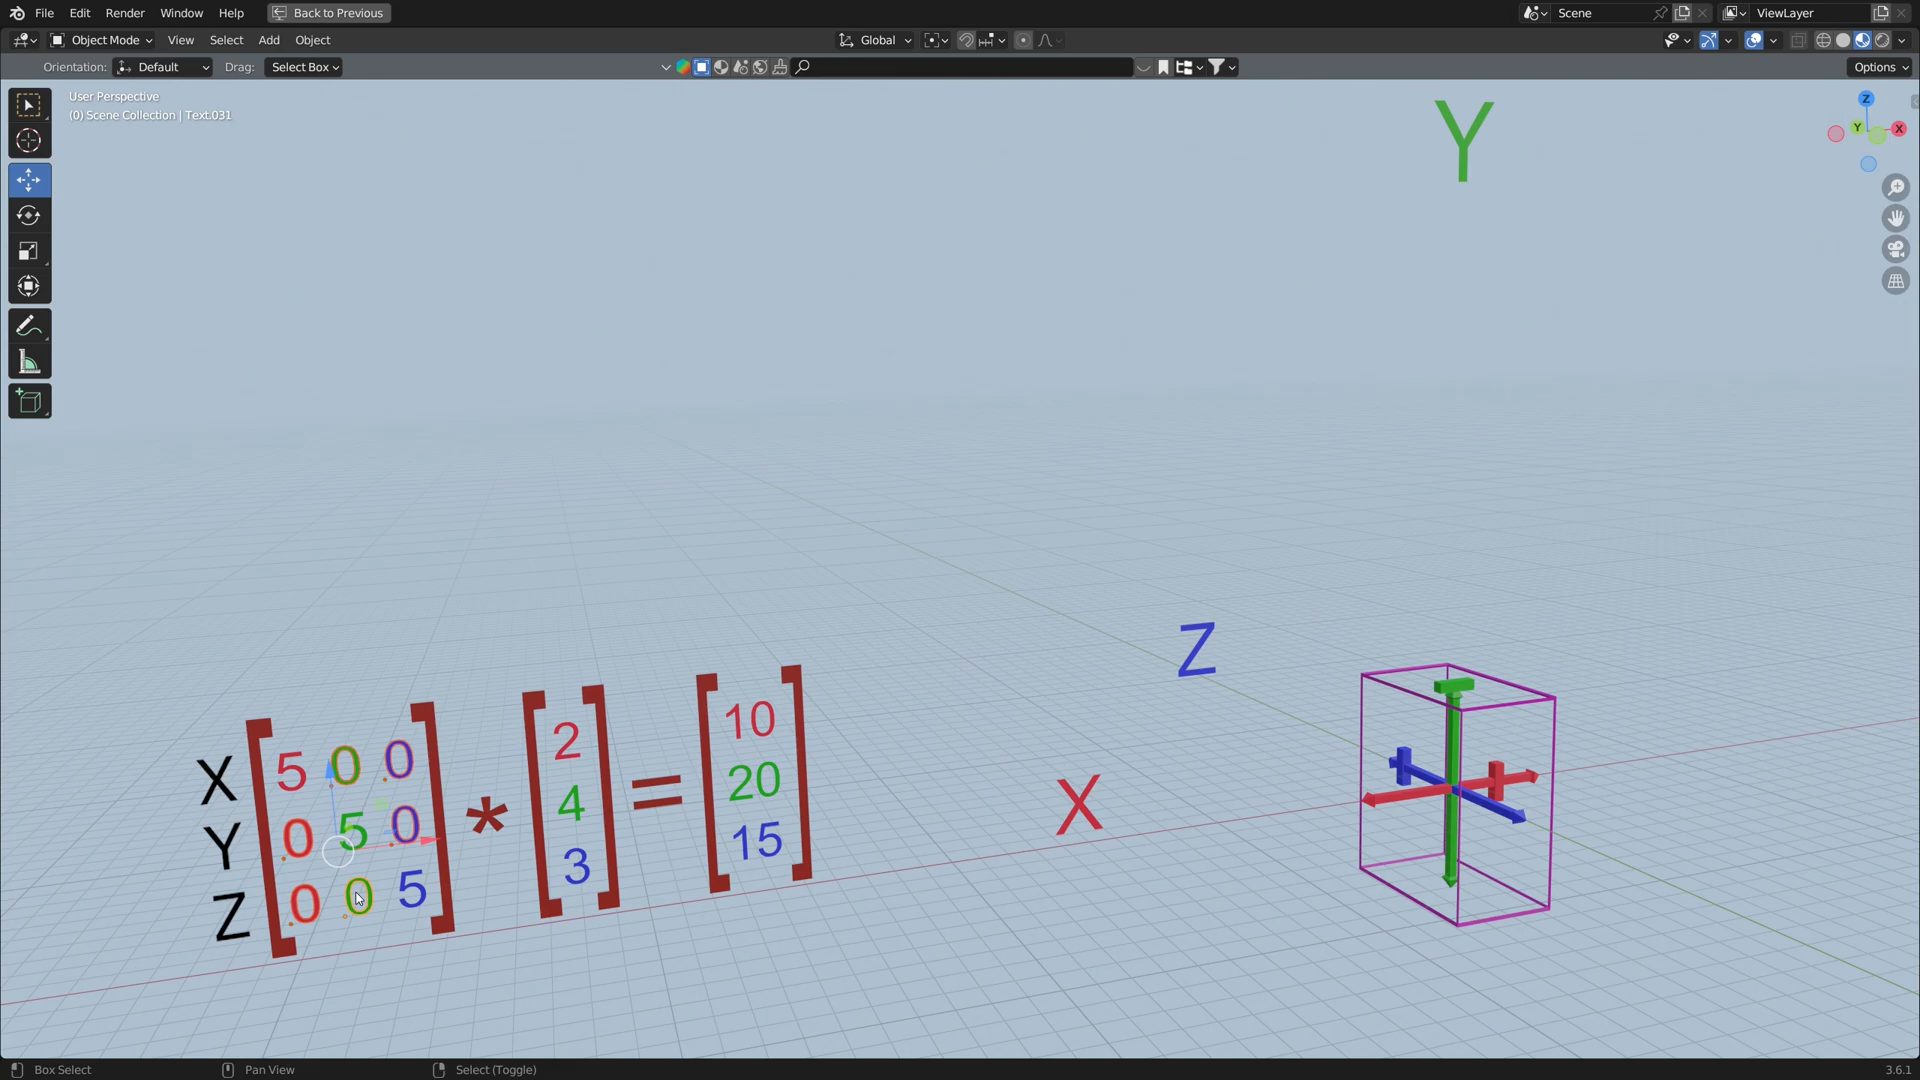 File Edit Render Window Help Back to Previous Scene ViewLayer
Object Mode View Select Add Object Global
Orientation: Default Drag: Select Box Options
User Perspective
(0) Scene Collection | Text.031
Z
Y X
Y
Z
X
X [ 5 0 0
Y 0 5 0
Z 0 0 5 ]
*
[ 2
4
3 ]
=
[ 10
20
15 ]
Box Select Pan View Select (Toggle) 3.6.1